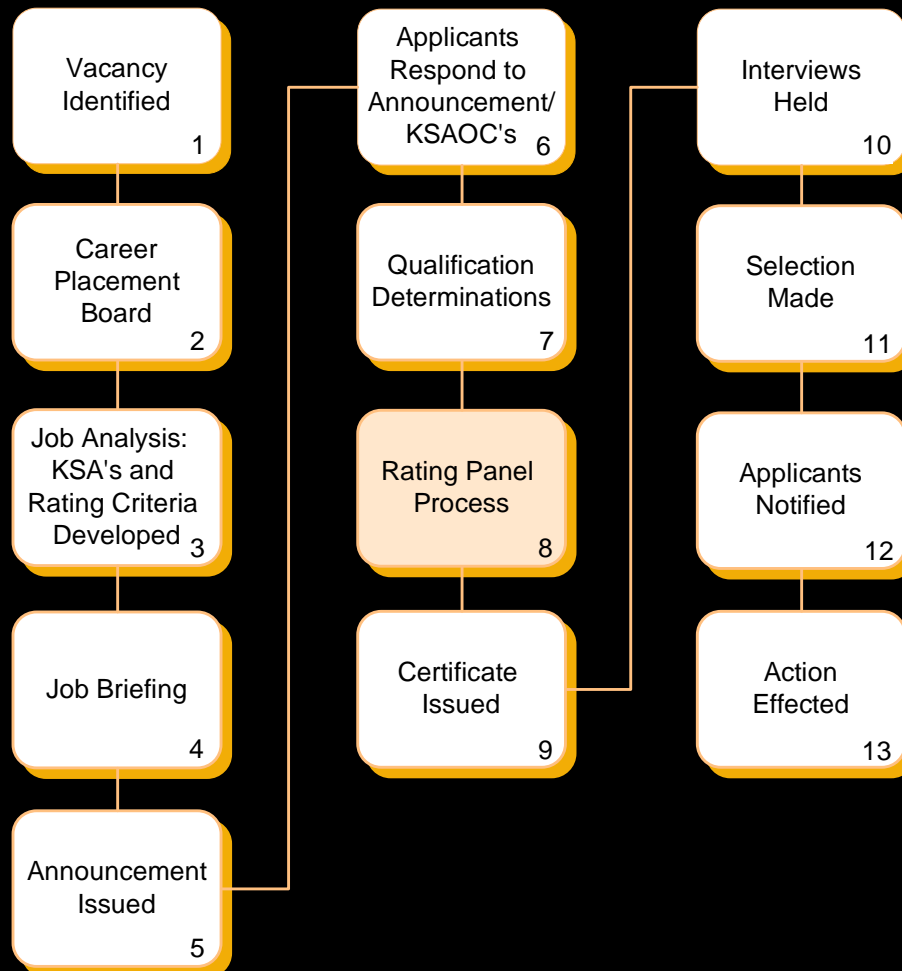 Vacancy
Identified
1
Career
Placement
Board
2
Job Analysis:
KSA's and
Rating Criteria
Developed
3
Job Briefing
4
Announcement
Issued
5
Applicants
Respond to
Announcement/
KSAOC's
6
Qualification
Determinations
7
Rating Panel
Process
8
Certificate
Issued
9
Interviews
Held
10
Selection
Made
11
Applicants
Notified
12
Action
Effected
13